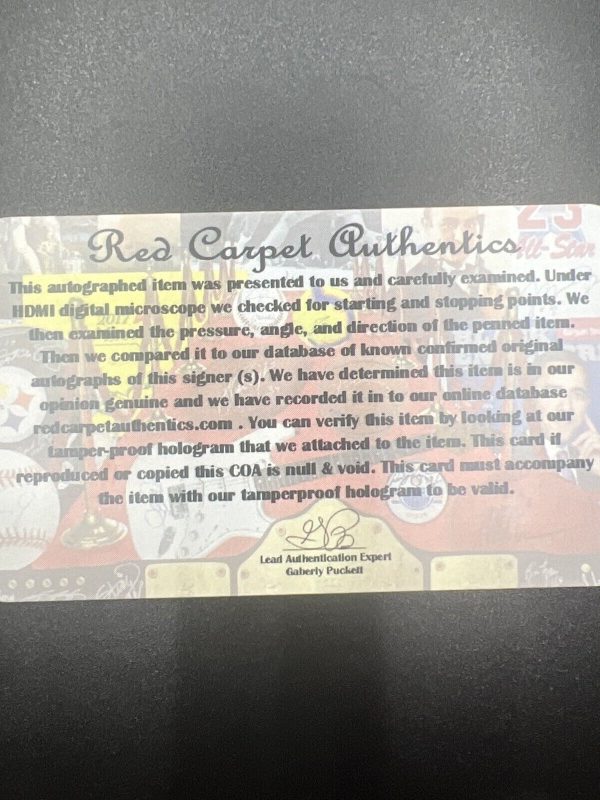 Red Carpet Authentics
23
All-Star
This autographed item was presented to us and carefully examined. Under
HDMI digital microscope we checked for starting and stopping points. We
then examined the pressure, angle, and direction of the penned item.
Then we compared it to our database of known confirmed original
autographs of this signer (s). We have determined this item is in our
opinion genuine and we have recorded it in to our online database
redcarpetauthentics.com . You can verify this item by looking at our
tamper-proof hologram that we attached to the item. This card if
reproduced or copied this COA is null & void. This card must accompany
the item with our tamperproof hologram to be valid.
Lead Authentication Expert
Gaberly Puckett